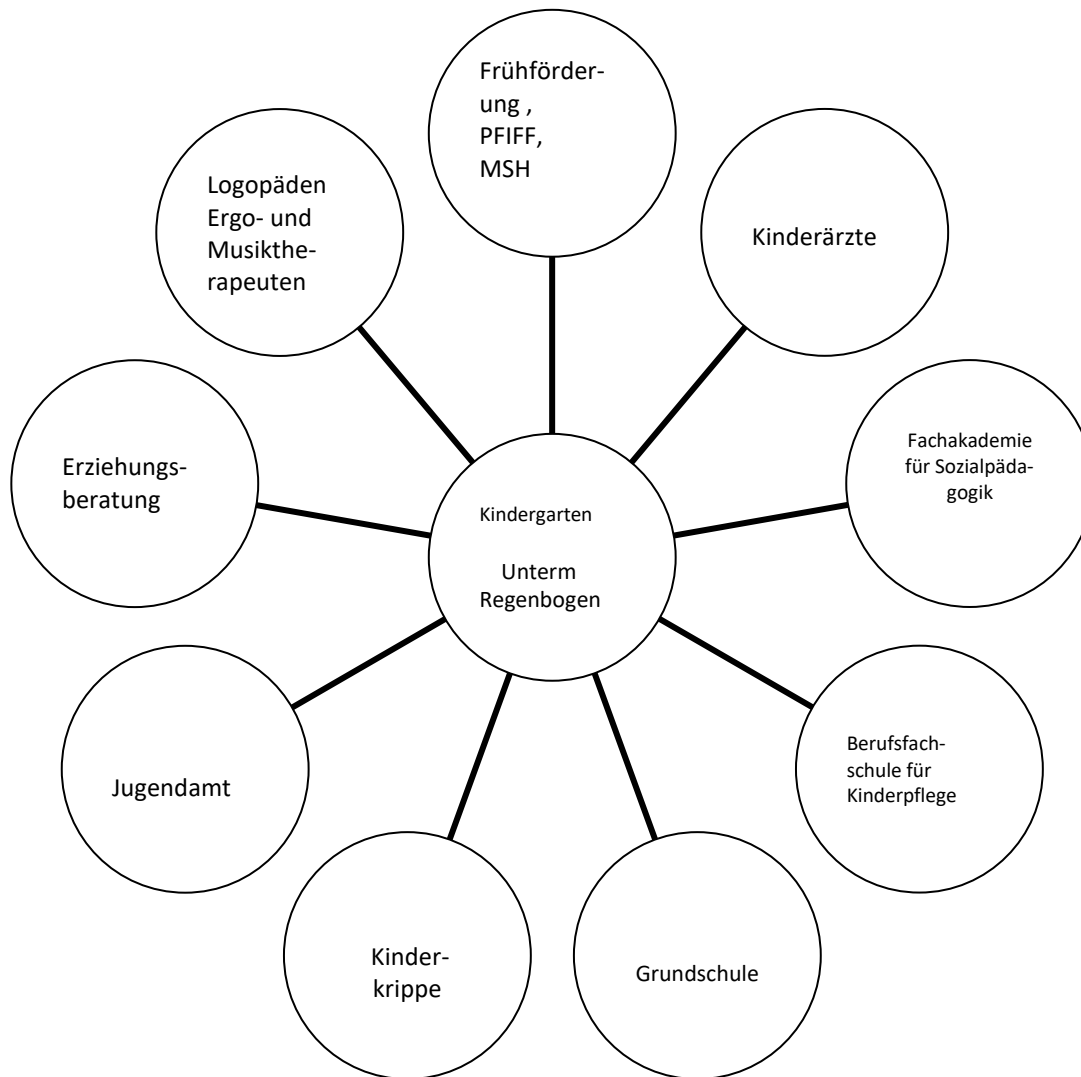 Frühförder-
ung ,
PFIFF,
MSH
Kinderärzte
Fachakademie
für Sozialpäda-
gogik
Berufsfach-
schule für
Kinderpflege
Grundschule
Kinder-
krippe
Jugendamt
Erziehungs-
beratung
Logopäden
Ergo- und
Musikthe-
rapeuten
Kindergarten
Unterm
Regenbogen